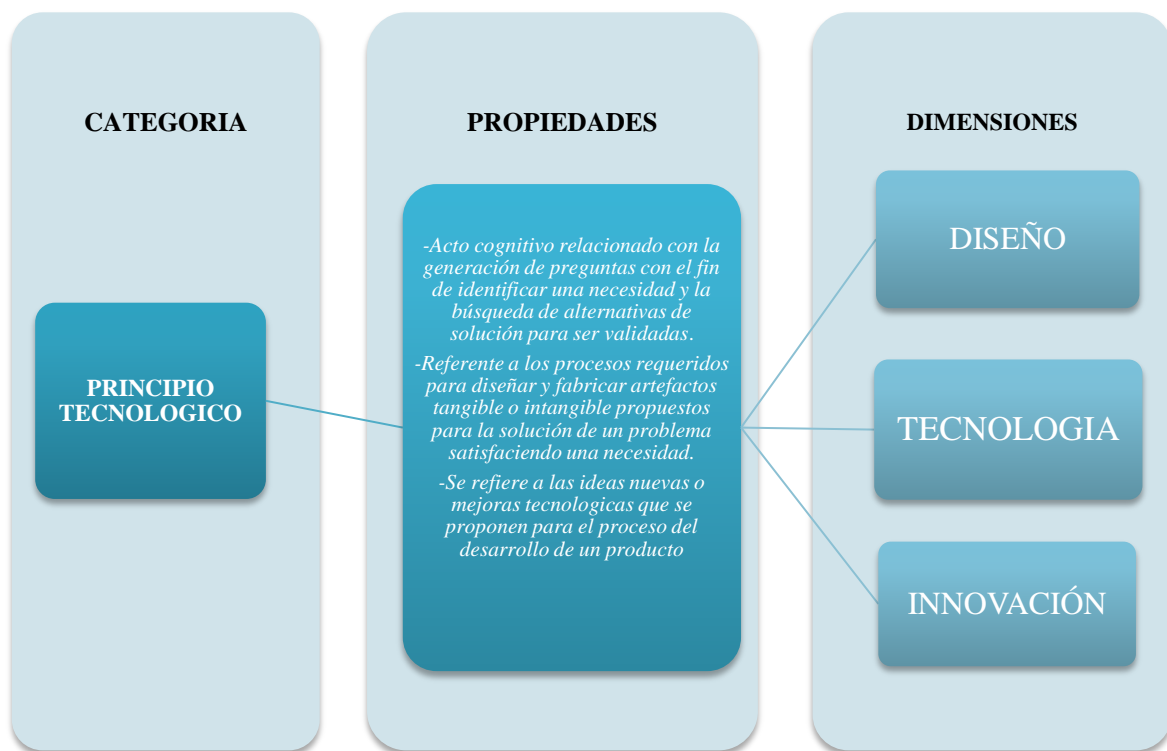 CATEGORIA
PRINCIPIO
TECNOLOGICO
PROPIEDADES
-Acto cognitivo relacionado con la
generación de preguntas con el fin
de identificar una necesidad y la
búsqueda de alternativas de
solución para ser validadas.
-Referente a los procesos requeridos
para diseñar y fabricar artefactos
tangible o intangible propuestos
para la solución de un problema
satisfaciendo una necesidad.
-Se refiere a las ideas nuevas o
mejoras tecnologicas que se
proponen para el proceso del
desarrollo de un producto
DIMENSIONES
DISEÑO
TECNOLOGIA
INNOVACIÓN